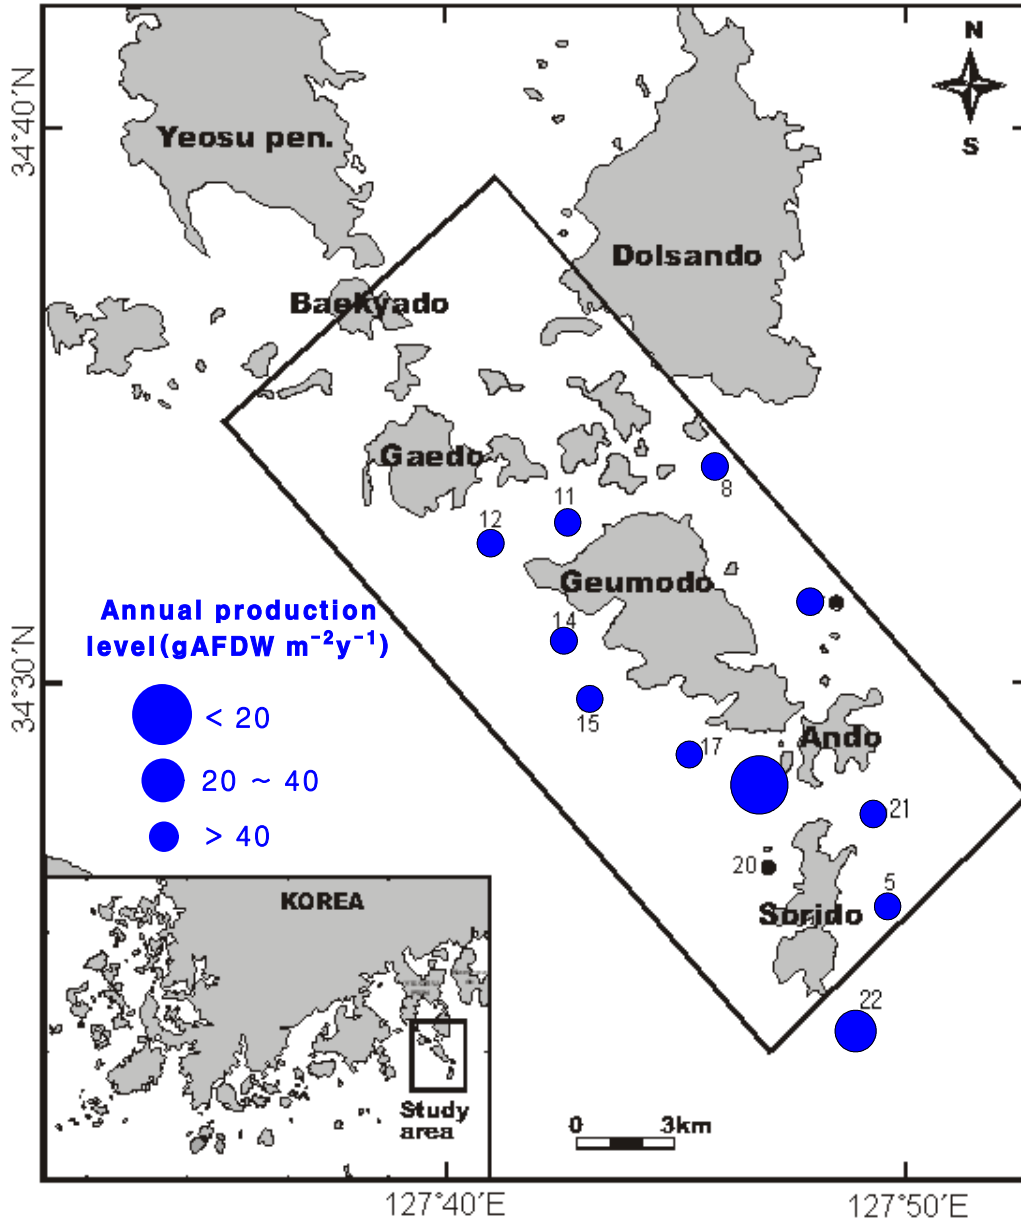 N
S
34°40′N
Yeosu pen.
Dolsando
BaeKyado
Gaedo
8
11
12
Geumodo
Annual production
level(gAFDW m⁻²y⁻¹)
14
34°30′N
< 20
15
Ando
17
20 ~ 40
21
> 40
20
5
KOREA
Sorido
22
Study
area
0 3km
127°40′E 127°50′E